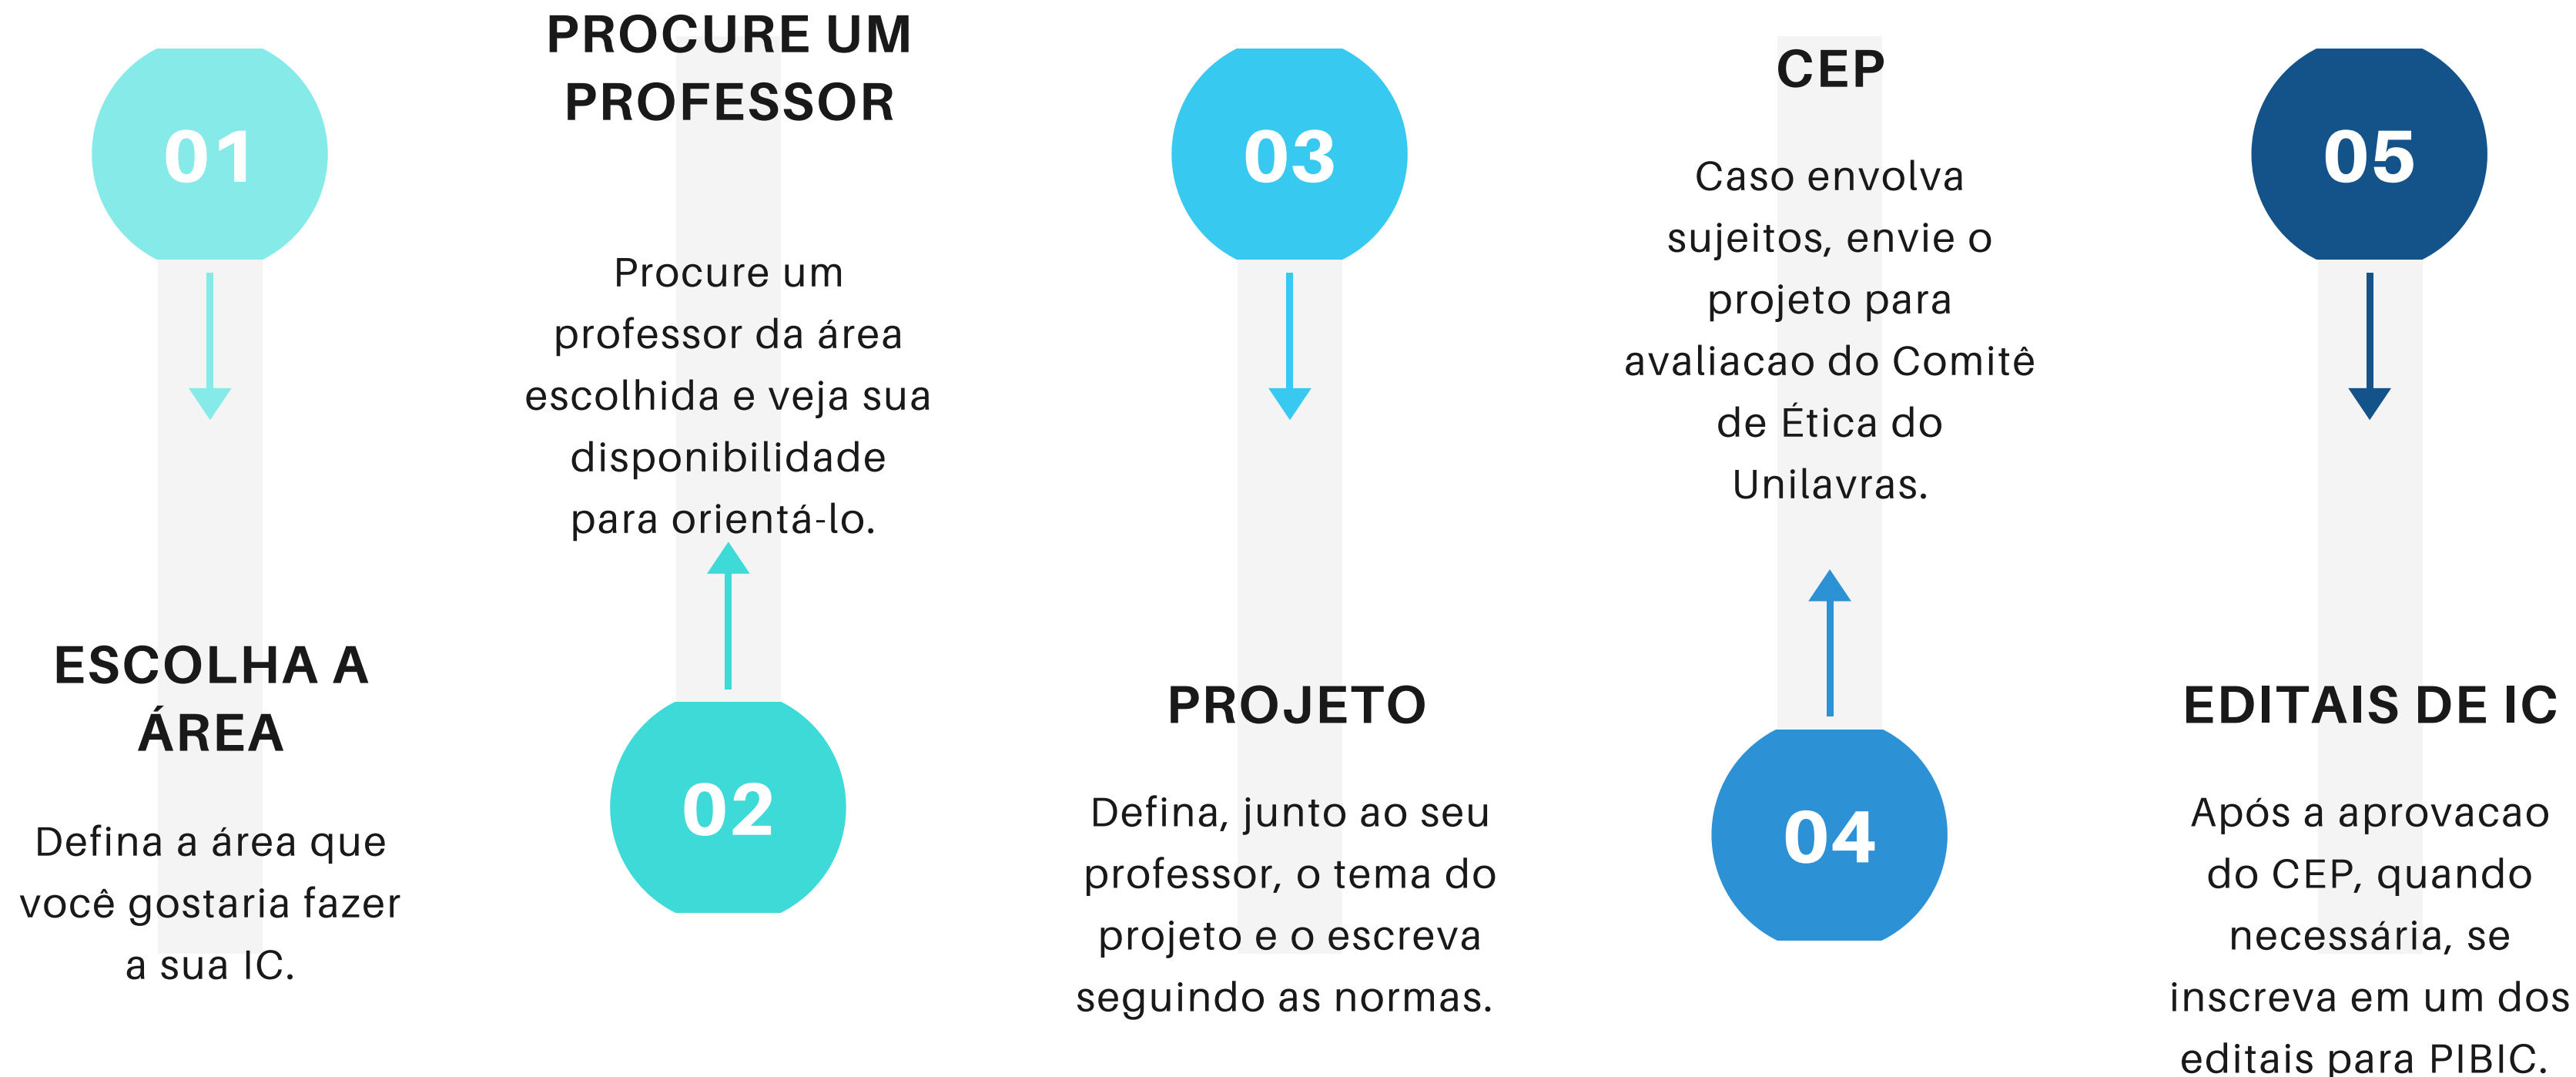 01
ESCOLHA A
ÁREA
Defina a área que
você gostaria fazer
a sua IC.
PROCURE UM
PROFESSOR
Procure um
professor da área
escolhida e veja sua
disponibilidade
para orientá-lo.
02
03
PROJETO
Defina, junto ao seu
professor, o tema do
projeto e o escreva
seguindo as normas.
CEP
Caso envolva
sujeitos, envie o
projeto para
avaliacao do Comitê
de Ética do
Unilavras.
04
05
EDITAIS DE IC
Após a aprovacao
do CEP, quando
necessária, se
inscreva em um dos
editais para PIBIC.